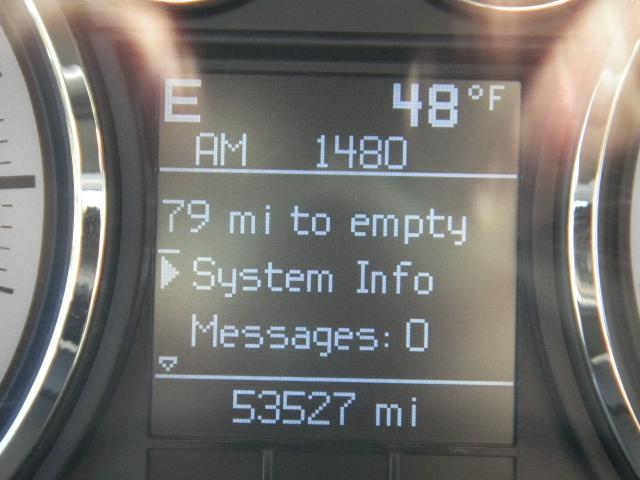 E 48°F
AM 1480
79 mi to empty
System Info
Messages: 0
53527 mi